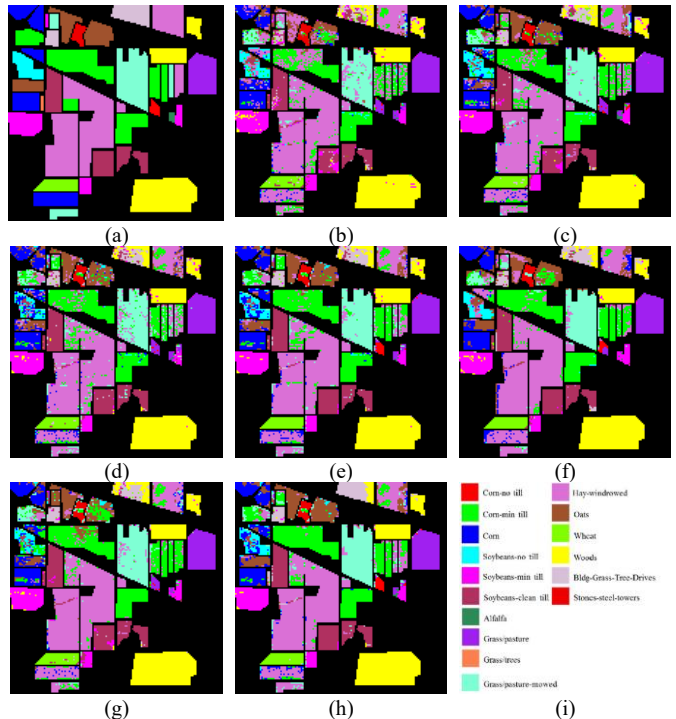 (a)
(b)
(c)
(d)
(e)
(f)
Corn-no till
Hay-windrowed
Corn-min till
Oats
Corn
Wheat
Soybeans-no till
Woods
Soybeans-min till
Bldg-Grass-Tree-Drives
Soybeans-clean till
Stones-steel-towers
Alfalfa
Grass/pasture
Grass/trees
Grass/pasture-mowed
(g)
(h)
(i)